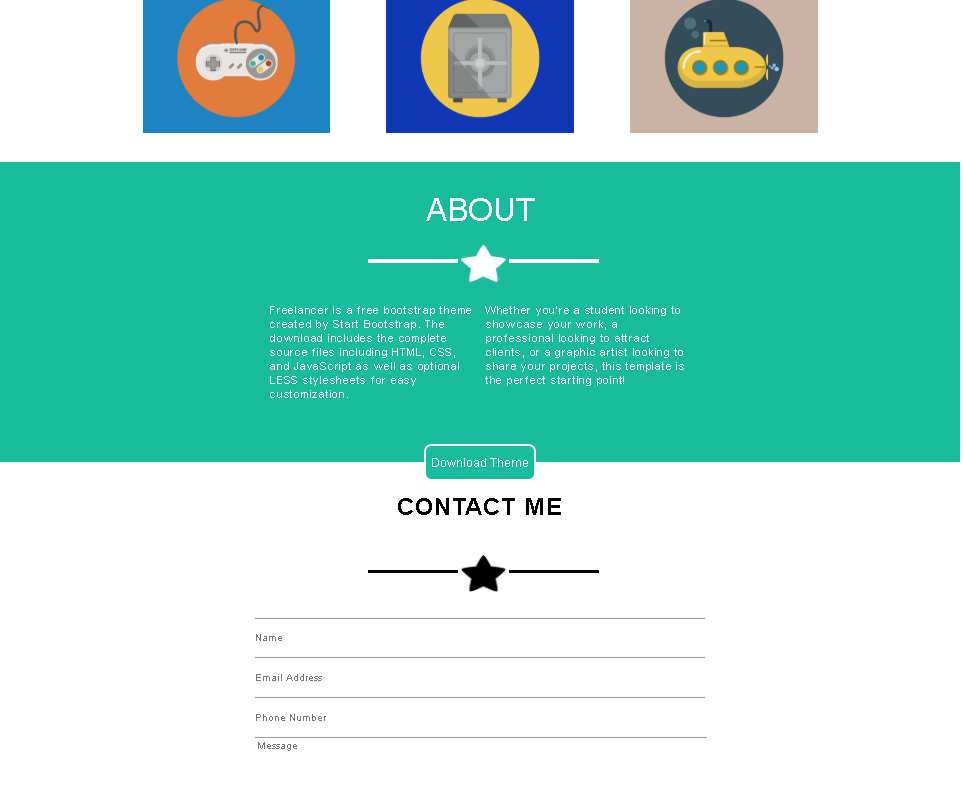 ABOUT
Freelancer is a free bootstrap theme
created by Start Bootstrap. The
download includes the complete
source files including HTML, CSS,
and JavaScript as well as optional
LESS stylesheets for easy
customization.
Whether you're a student looking to
showcase your work, a
professional looking to attract
clients, or a graphic artist looking to
share your projects, this template is
the perfect starting point!
Download Theme
CONTACT ME
Name
Email Address
Phone Number
Message